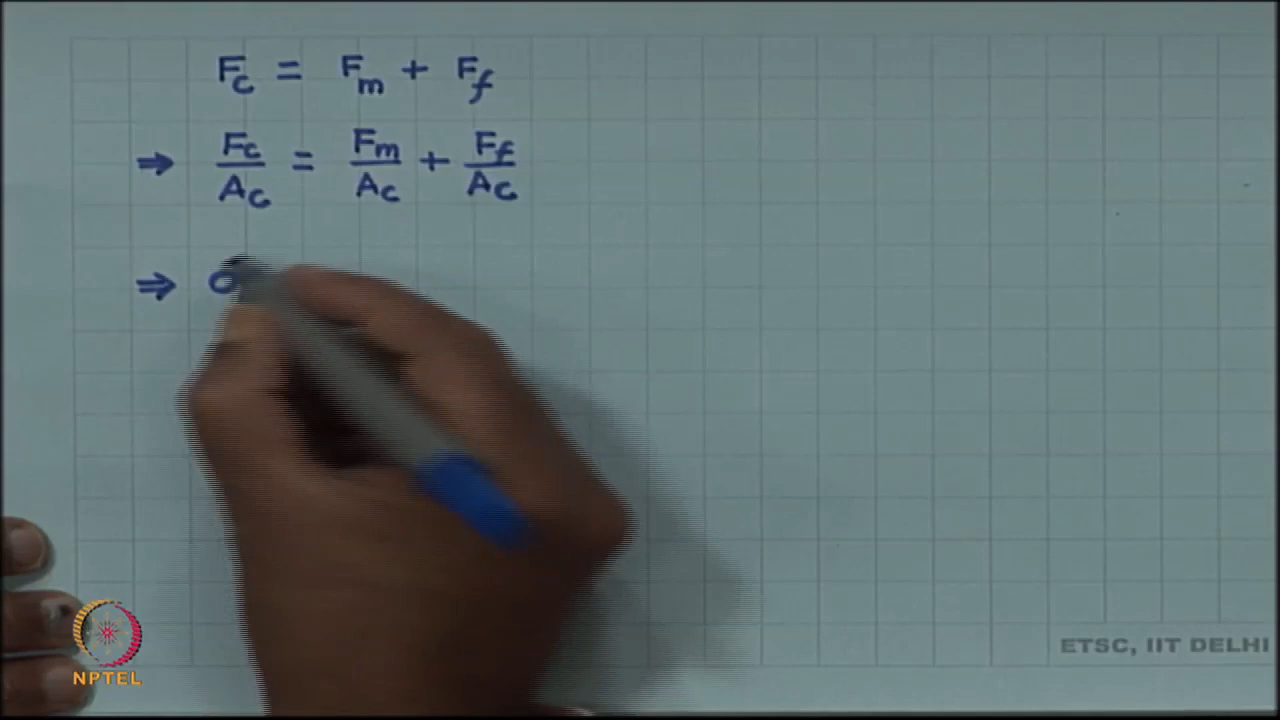 Fc = Fm + Ff
⇒ Fc/Ac = Fm/Ac + Ff/Ac
⇒ σ
ETSC, IIT DELHI
NPTEL